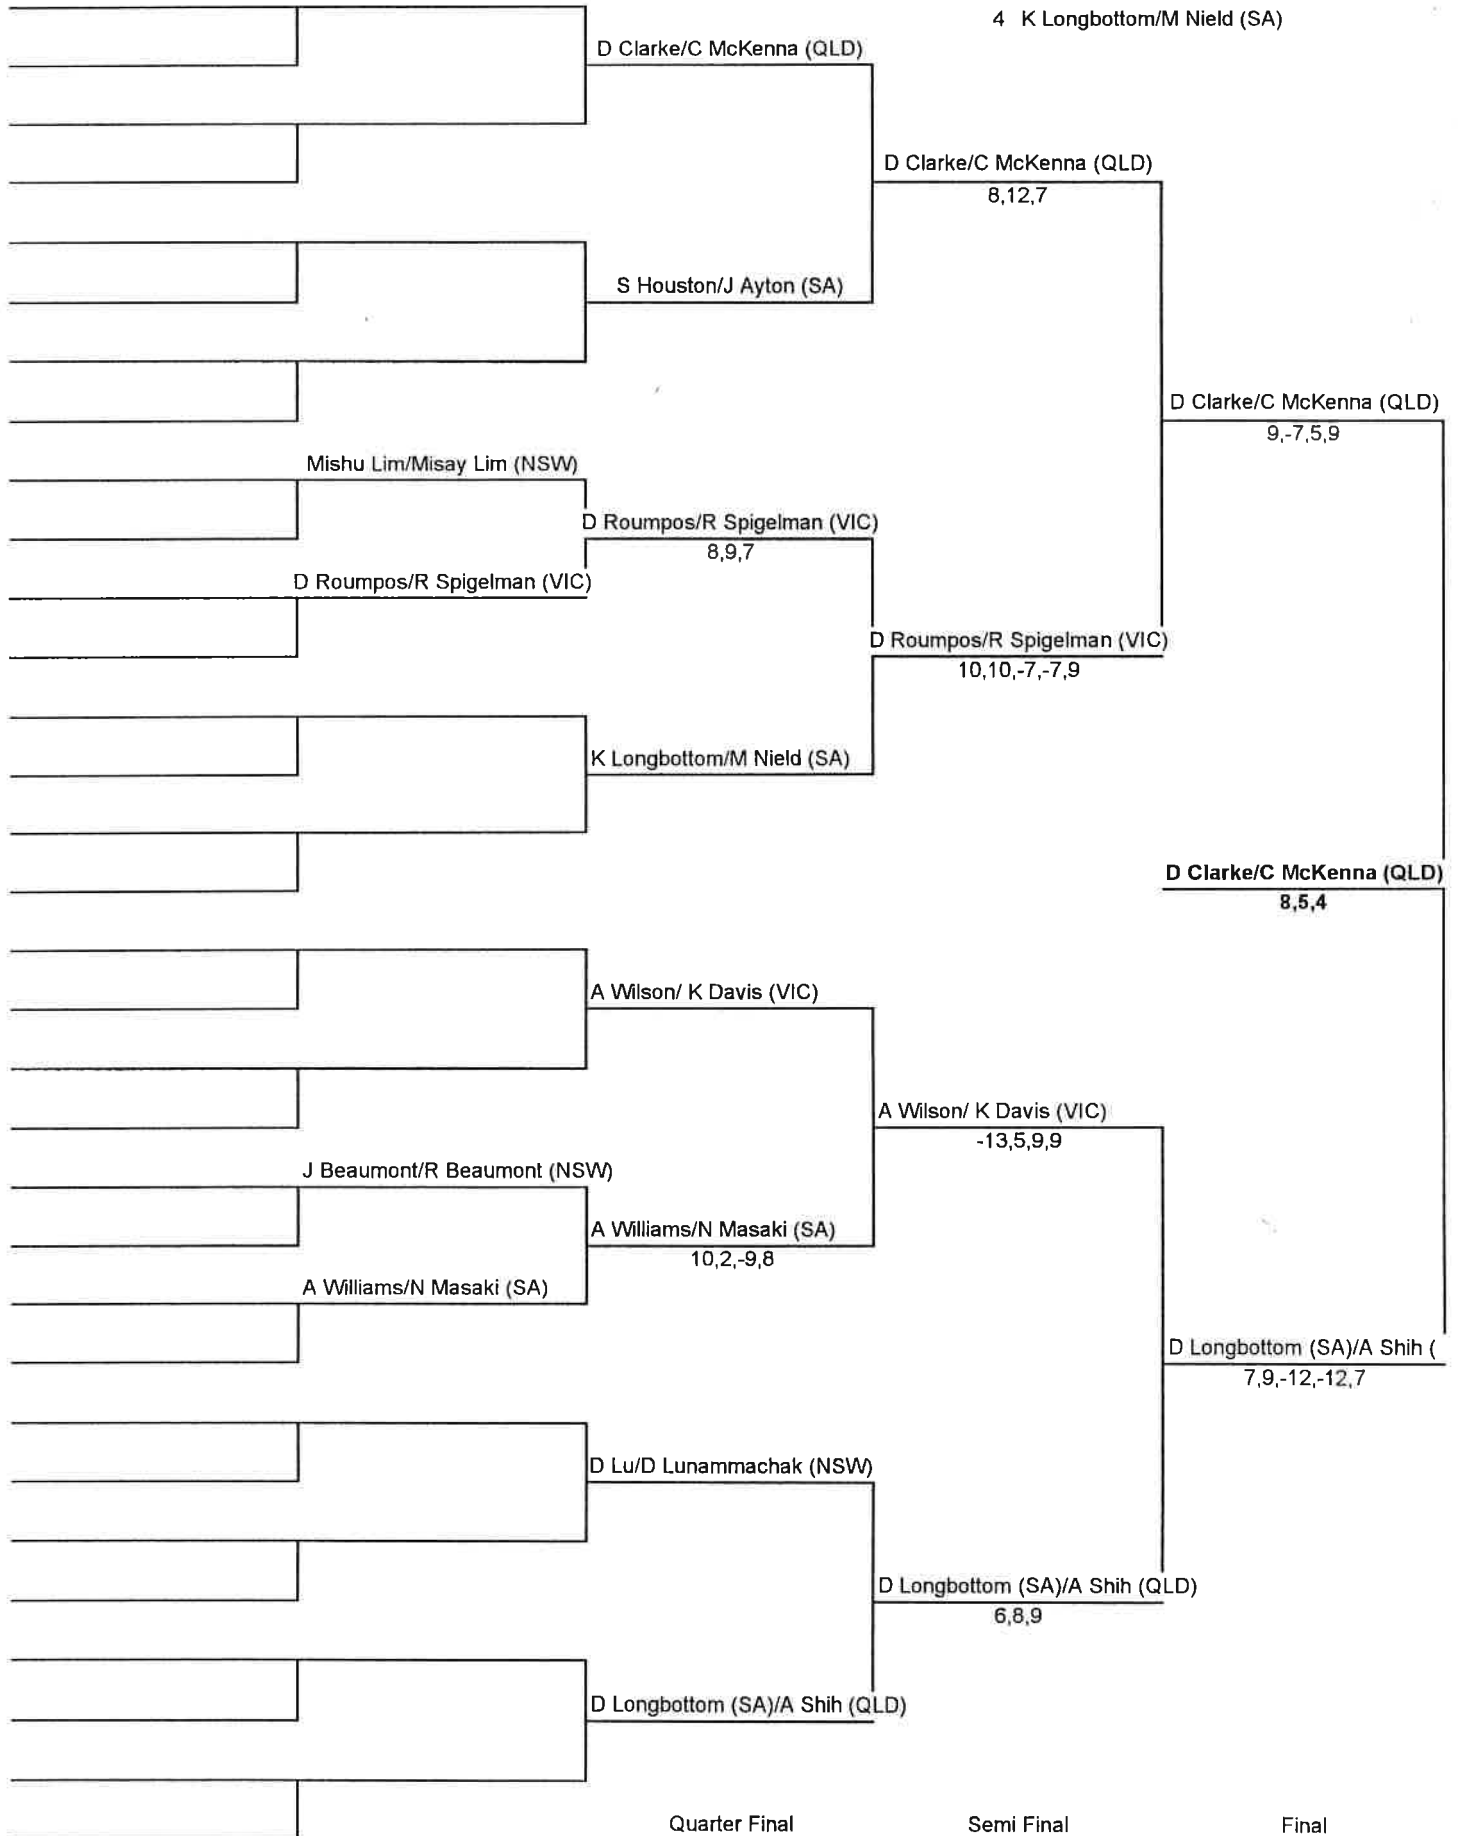 4 K Longbottom/M Nield (SA)
D Clarke/C McKenna (QLD)
D Clarke/C McKenna (QLD)
8,12,7
S Houston/J Ayton (SA)
D Clarke/C McKenna (QLD)
9,-7,5,9
Mishu Lim/Misay Lim (NSW)
D Roumpos/R Spigelman (VIC)
8,9,7
D Roumpos/R Spigelman (VIC)
D Roumpos/R Spigelman (VIC)
10,10,-7,-7,9
K Longbottom/M Nield (SA)
D Clarke/C McKenna (QLD)
8,5,4
A Wilson/ K Davis (VIC)
A Wilson/ K Davis (VIC)
-13,5,9,9
J Beaumont/R Beaumont (NSW)
A Williams/N Masaki (SA)
10,2,-9,8
A Williams/N Masaki (SA)
D Longbottom (SA)/A Shih (
7,9,-12,-12,7
D Lu/D Lunammachak (NSW)
D Longbottom (SA)/A Shih (QLD)
6,8,9
D Longbottom (SA)/A Shih (QLD)
Quarter Final Semi Final Final